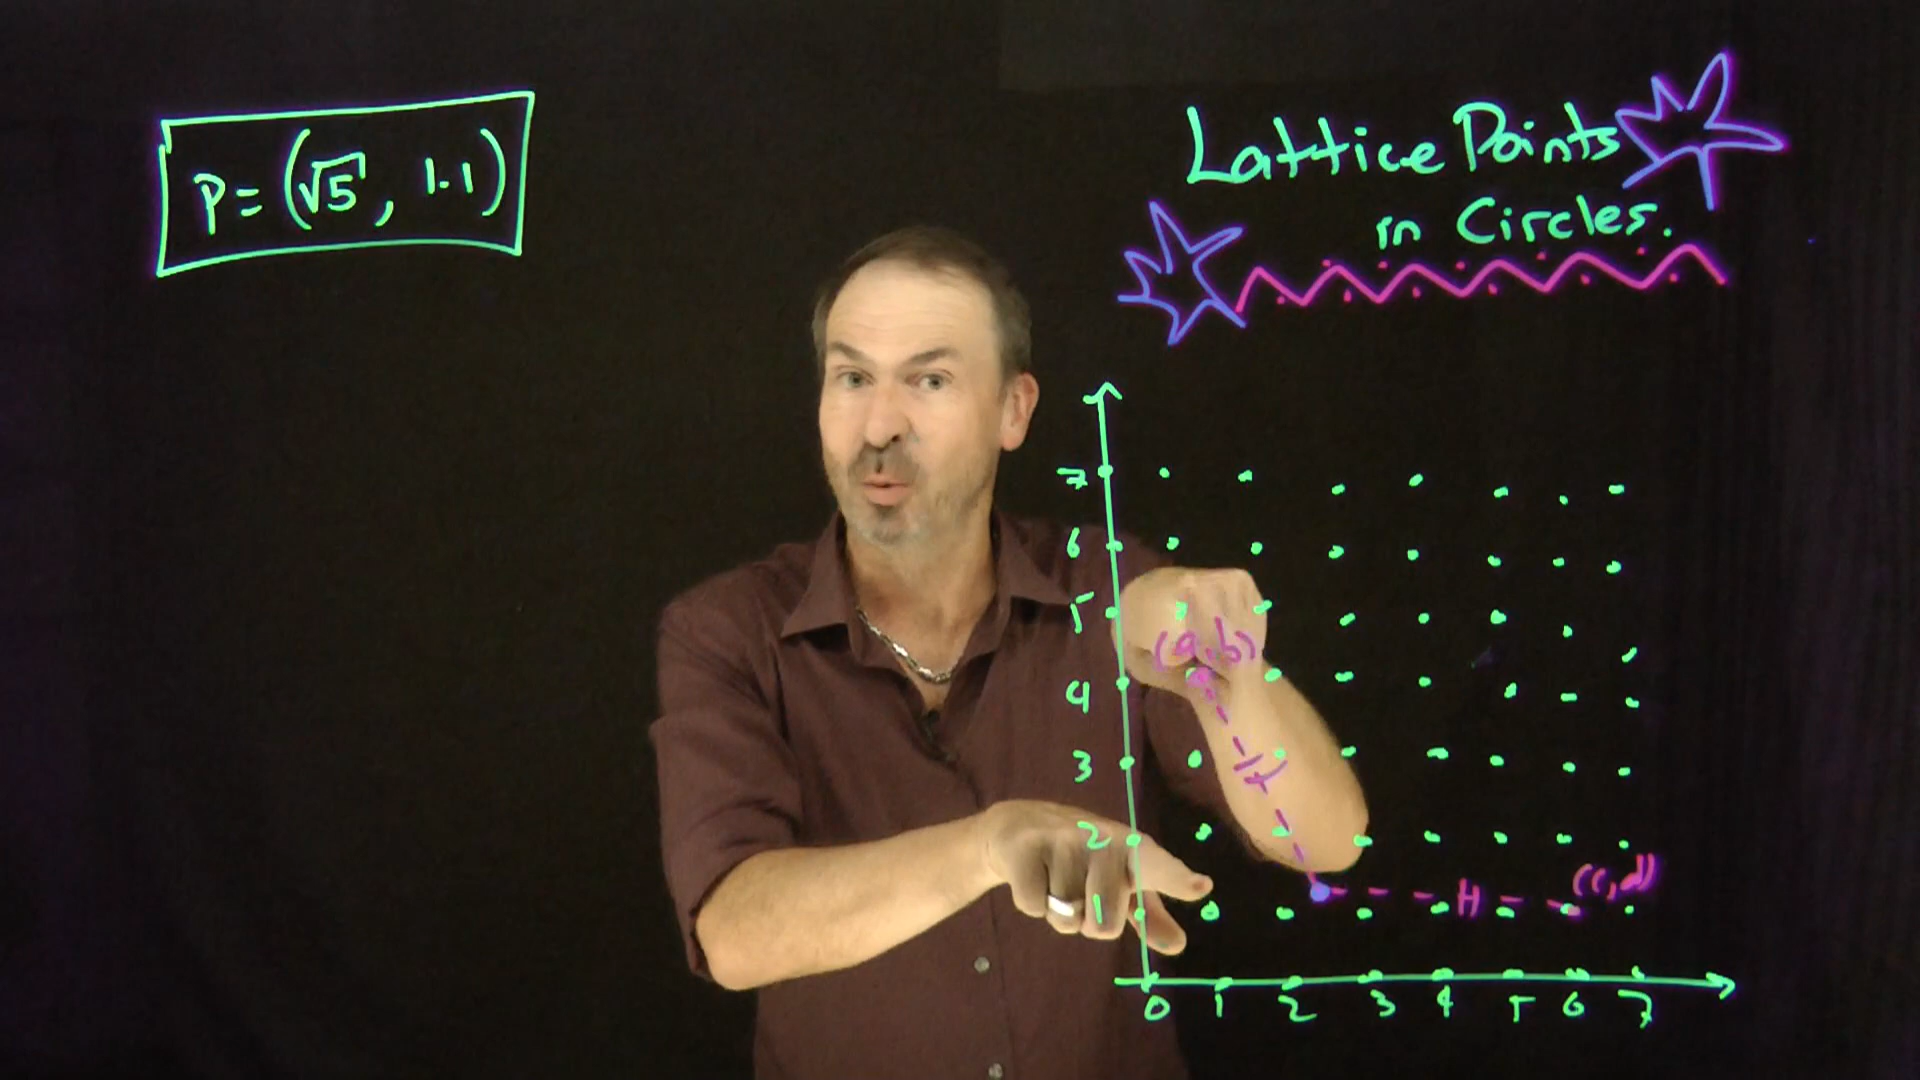 P = (√5, 1.1)
Lattice Points
in Circles.
7
6
5
(a,b)
4
3
2
(c,d)
1
0 1 2 3 4 5 6 7